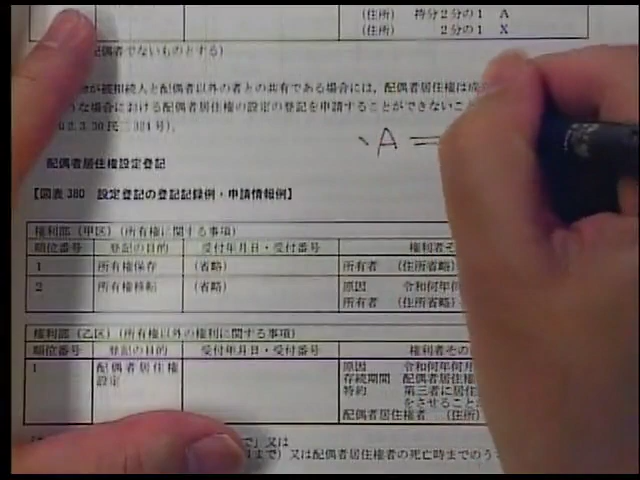 (住所) 持分2分の1 A
(住所) 2分の1 X
配偶者でないものとする)
が被相続人と配偶者以外の者との共有である場合には，配偶者居住権は成
うな場合における配偶者居住権の設定の登記を申請することができないこと
A =
配偶者居住権設定登記
【図表 380 設定登記の登記記録例・申請情報例】
権利部 (甲区) (所有権に関する事項)
順位番号 登記の目的 受付年月日・受付番号 権利者そ
1 所有権保存 (省略) 所有者 (住所省略)
2 所有権移転 (省略) 原因 令和何年何
所有者 (住所省略)
権利部 (乙区) (所有権以外の権利に関する事項)
順位番号 登記の目的 受付年月日・受付番号 権利者その
1 配偶者居住権設定 原因 令和何年何月
存続期間 配偶者居住権
特約 第三者に居住
をさせること
配偶者居住権者 (住所)
で」又は
まで) 又は配偶者居住権者の死亡時までのうち